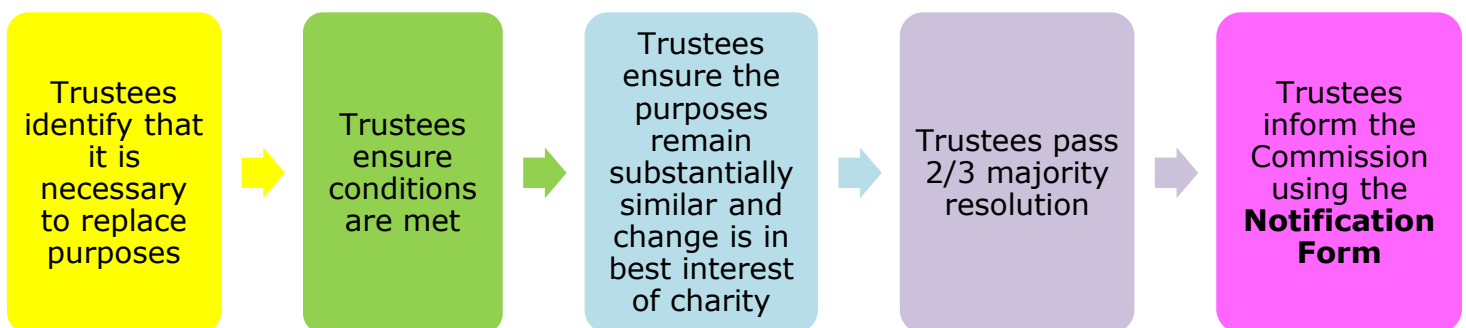 Trustees
identify that
it is
necessary
to replace
purposes
Trustees
ensure
conditions
are met
Trustees
ensure the
purposes
remain
substantially
similar and
change is in
best interest
of charity
Trustees pass
2/3 majority
resolution
Trustees
inform the
Commission
using the
Notification
Form